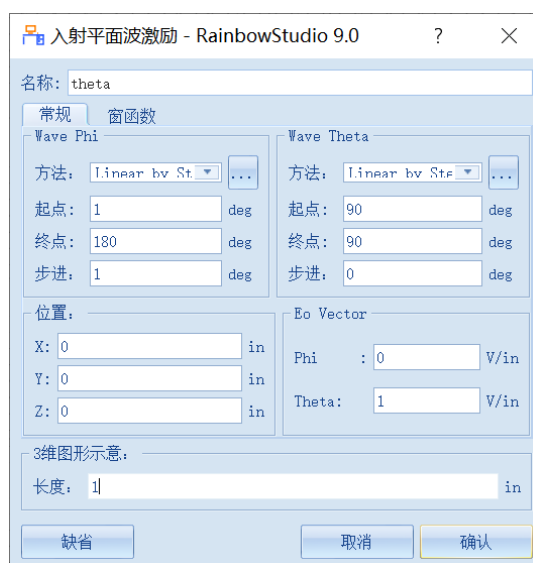 入射平面波激励 - RainbowStudio 9.0 ?
名称: theta
常规 窗函数
Wave Phi Wave Theta
方法: Linear by St ... 方法: Linear by Ste ...
起点: 1 deg 起点: 90 deg
终点: 180 deg 终点: 90 deg
步进: 1 deg 步进: 0 deg
位置: Eo Vector
X: 0 in Phi : 0 V/in
Y: 0 in
Theta: 1 V/in
Z: 0 in
3维图形示意:
长度: 1 in
缺省 取消 确认